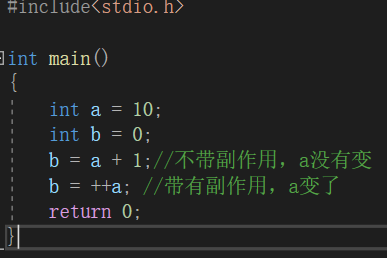 #include<stdio.h>
int main()
{
int a = 10;
int b = 0;
b = a + 1;//不带副作用，a没有变
b = ++a; //带有副作用，a变了
return 0;
}